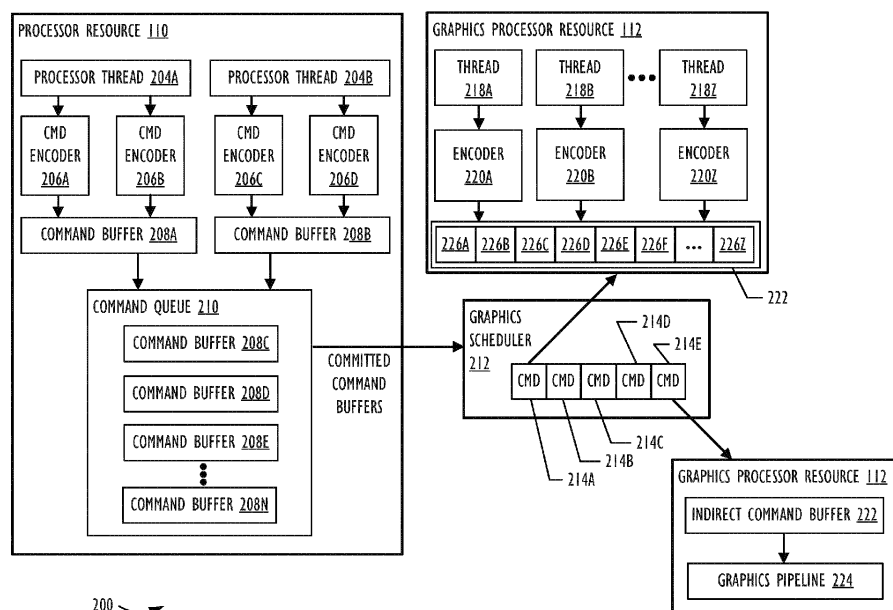 PROCESSOR RESOURCE 110
PROCESSOR THREAD 204A
PROCESSOR THREAD 204B
CMD
ENCODER
206A
CMD
ENCODER
206B
CMD
ENCODER
206C
CMD
ENCODER
206D
COMMAND BUFFER 208A
COMMAND BUFFER 208B
COMMAND QUEUE 210
COMMAND BUFFER 208C
COMMAND BUFFER 208D
COMMAND BUFFER 208E
COMMAND BUFFER 208N
COMMITTED
COMMAND
BUFFERS
GRAPHICS PROCESSOR RESOURCE 112
THREAD
218A
THREAD
218B
THREAD
218Z
ENCODER
220A
ENCODER
220B
ENCODER
220Z
226A 226B 226C 226D 226E 226F ... 226Z
222
GRAPHICS
SCHEDULER
212
214D
214E
CMD CMD CMD CMD CMD
214C
214B
214A
GRAPHICS PROCESSOR RESOURCE 112
INDIRECT COMMAND BUFFER 222
GRAPHICS PIPELINE 224
200